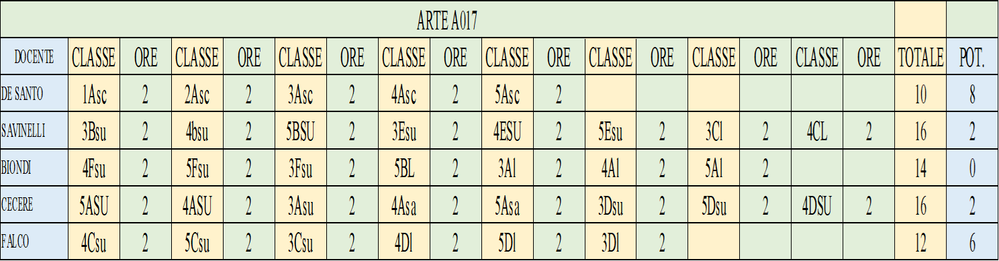 ARTE A017
DOCENTE CLASSE ORE CLASSE ORE CLASSE ORE CLASSE ORE CLASSE ORE CLASSE ORE CLASSE ORE CLASSE ORE TOTALE POT.
DE SANTO 1Asc 2 2Asc 2 3Asc 2 4Asc 2 5Asc 2 10 8
SAVINELLI 3Bsu 2 4bsu 2 5BSU 2 3Esu 2 4ESU 2 5Esu 2 3Cl 2 4CL 2 16 2
BIONDI 4Fsu 2 5Fsu 2 3Fsu 2 5BL 2 3Al 2 4Al 2 5Al 2 14 0
CECERE 5ASU 2 4ASU 2 3Asu 2 4Asa 2 5Asa 2 3Dsu 2 5Dsu 2 4DSU 2 16 2
FALCO 4Csu 2 5Csu 2 3Csu 2 4Dl 2 5Dl 2 3Dl 2 12 6